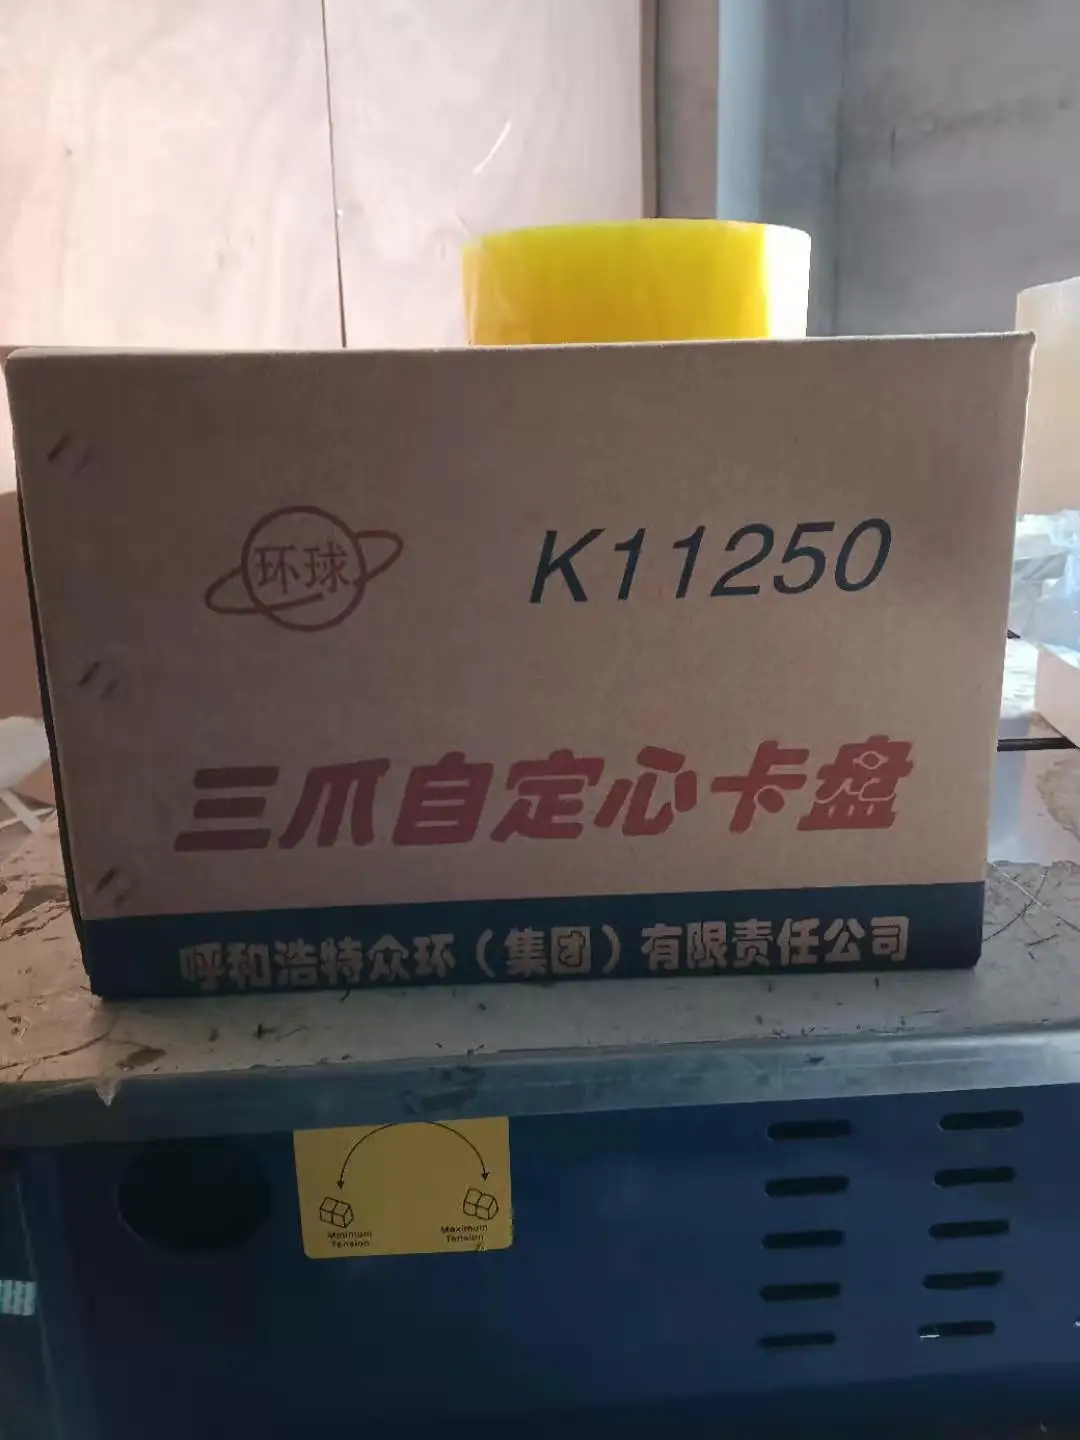 环球
K11250
三爪自定心卡盘
呼和浩特众环（集团）有限责任公司
Minimum
Tension
Maximum
Tension